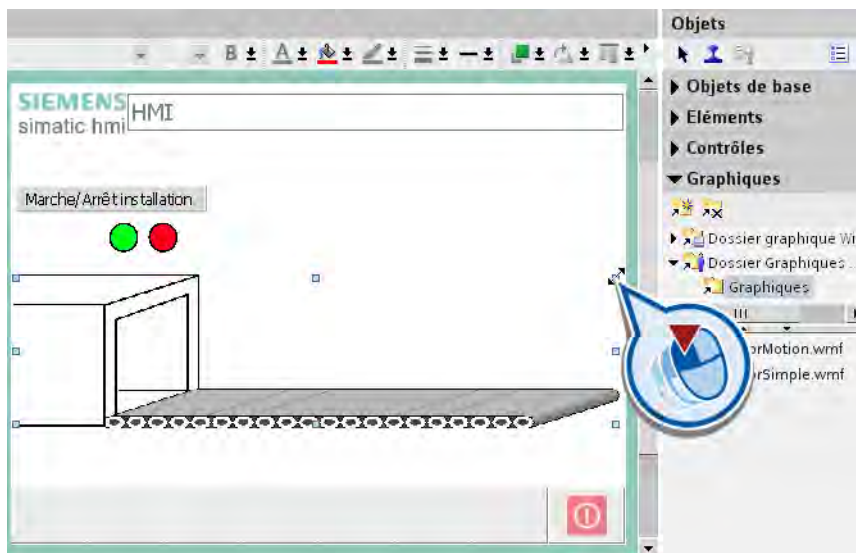 Objets
B
A
Objets de base
Eléments
Contrôles
Graphiques
Dossier graphique Wi
Dossier Graphiques ..
Graphiques
orMotion.wmf
orSimple.wmf
SIEMENS
simatic hmi
HMI
Marche/Arrêt installation